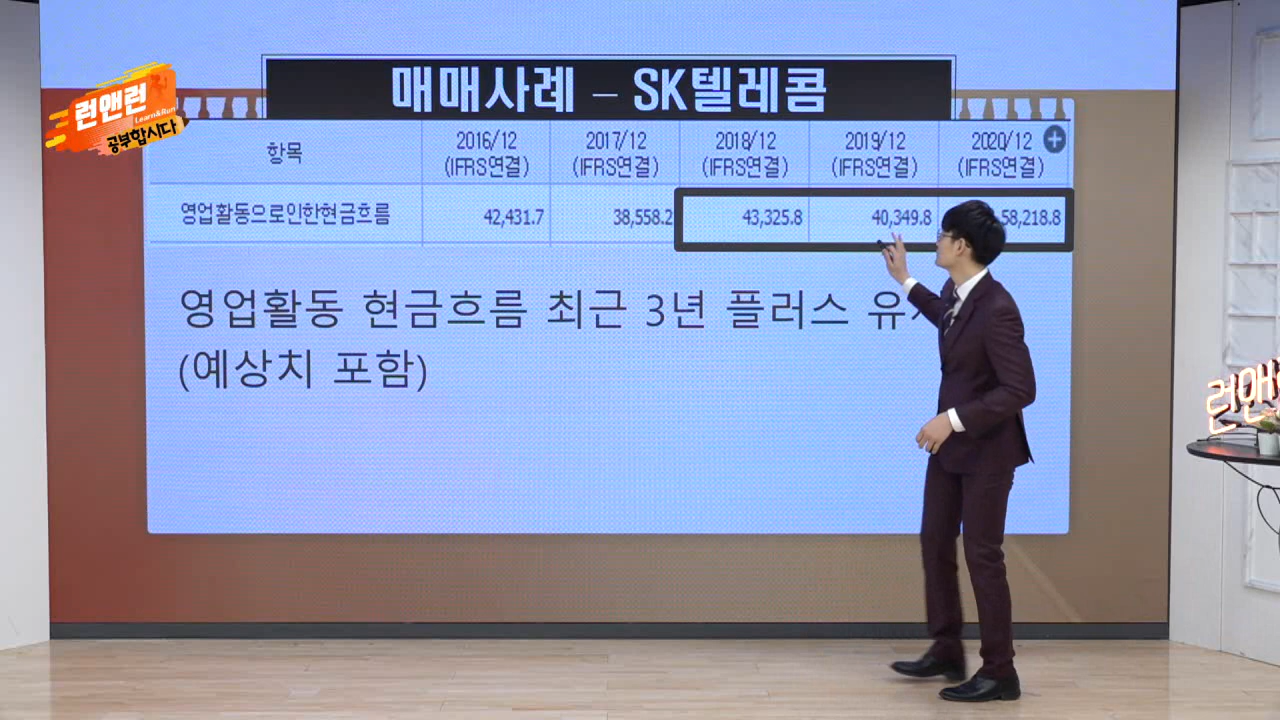 런앤런
Learn&Run
공부합시다
매매사례 – SK텔레콤
항목 2016/12 2017/12 2018/12 2019/12 2020/12
(IFRS연결) (IFRS연결) (IFRS연결) (IFRS연결) (IFRS연결)
영업활동으로인한현금흐름 42,431.7 38,558.2 43,325.8 40,349.8 58,218.8
영업활동 현금흐름 최근 3년 플러스
(예상치 포함)